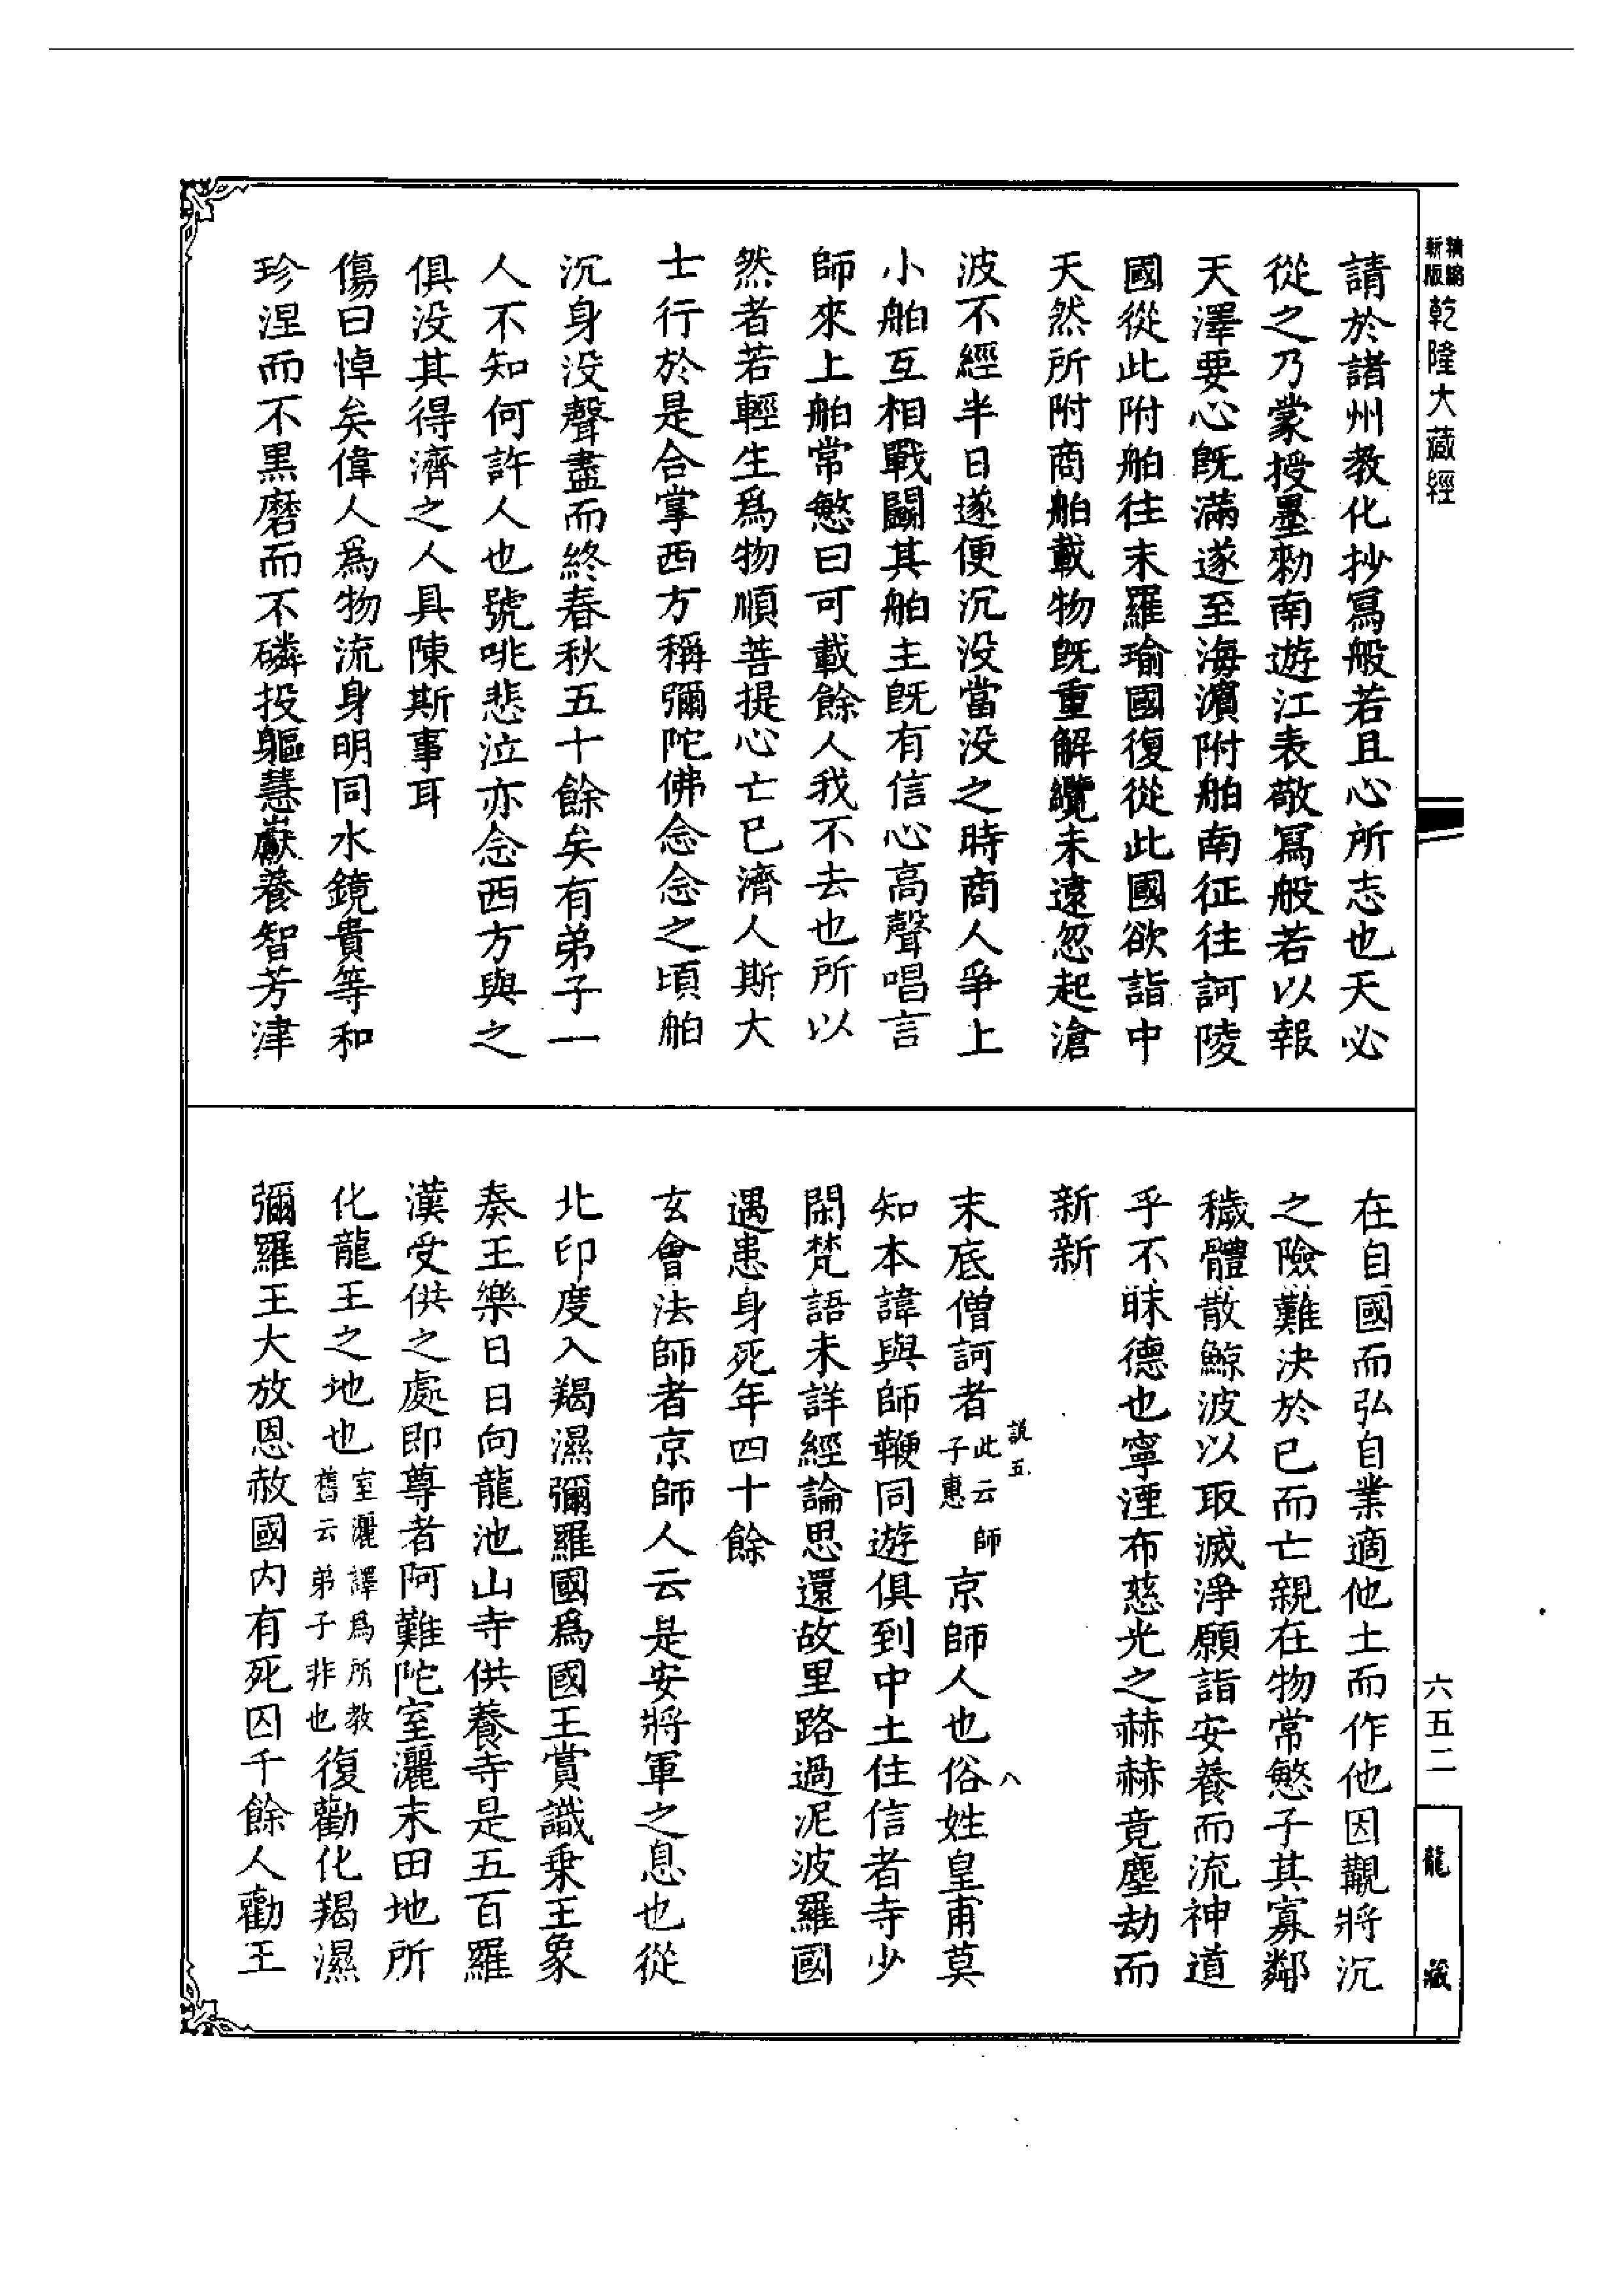 精縮新版乾隆大藏經
請於諸州教化抄寫般若且心所志也天必
從之乃蒙授墨勅南遊江表敬寫般若以報
天澤要心既滿遂至海濱附舶南征往訶陵
國從此附舶往末羅瑜國復從此國欲詣中
天然所附商舶載物既重解纜未遠忽起滄
波不經半日遂便沉没當没之時商人爭上
小舶互相戰鬭其舶主既有信心高聲唱言
師來上舶常慜曰可載餘人我不去也所以
然者若輕生爲物順菩提心亡已濟人斯大
士行於是合掌西方稱彌陀佛念念之頃舶
沉身没聲盡而終春秋五十餘矣有弟子一
人不知何許人也號咷悲泣亦念西方與之
俱没其得濟之人具陳斯事耳
傷曰悼矣偉人爲物流身明同水鏡貴等和
珍涅而不黑磨而不磷投軀慧巘養智芳津
在自國而弘自業適他土而作他因覯將沉
之險難決於已而亡親在物常慜子其寡鄰
穢體散鯨波以取滅淨願詣安養而流神道
乎不昧德也寧湮布慈光之赫赫竟塵劫而
新新
末底僧訶者此云師子惠京師人也俗姓皇甫莫
說五
八
知本諱與師鞭同遊俱到中土住信者寺少
閑梵語未詳經論思還故里路過泥波羅國
遇患身死年四十餘
玄會法師者京師人云是安將軍之息也從
北印度入羯濕彌羅國爲國王賞識乗王象
奏王樂日日向龍池山寺供養寺是五百羅
漢受供之處即尊者阿難陀室灑末田地所
化龍王之地也室灑譯爲所教舊云弟子非也復勸化羯濕
彌羅王大放恩赦國内有死囚千餘人勸王
六五二
龍藏